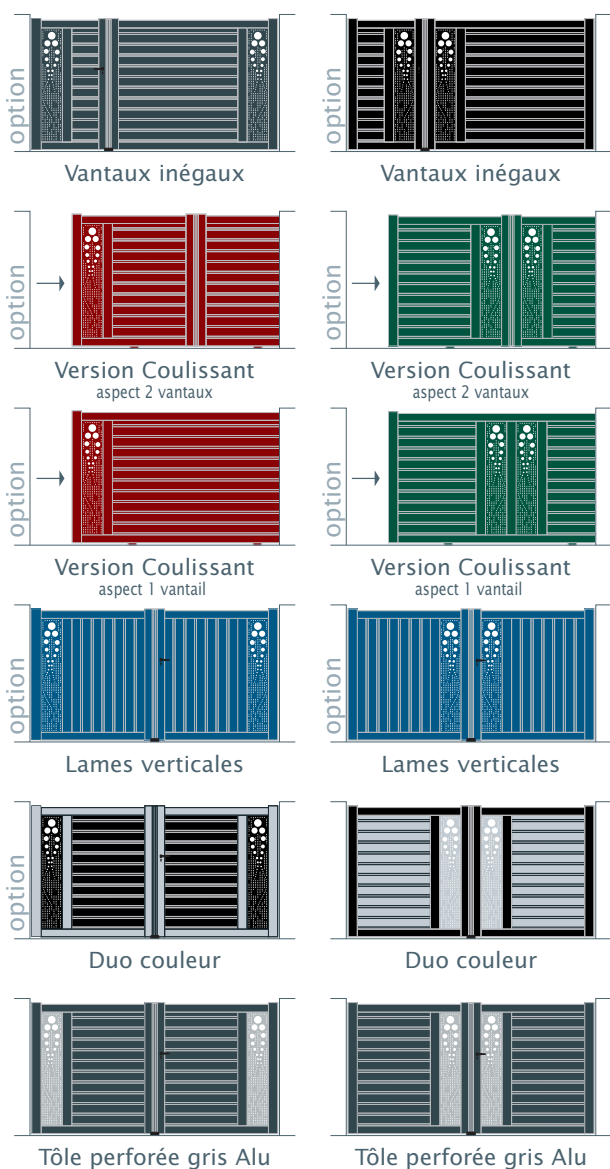 option
Vantaux inégaux
option
Vantaux inégaux
option
Version Coulissant
aspect 2 vantaux
option
Version Coulissant
aspect 2 vantaux
option
Version Coulissant
aspect 1 vantail
option
Version Coulissant
aspect 1 vantail
option
Lames verticales
option
Lames verticales
option
Duo couleur
Duo couleur
Tôle perforée gris Alu
Tôle perforée gris Alu